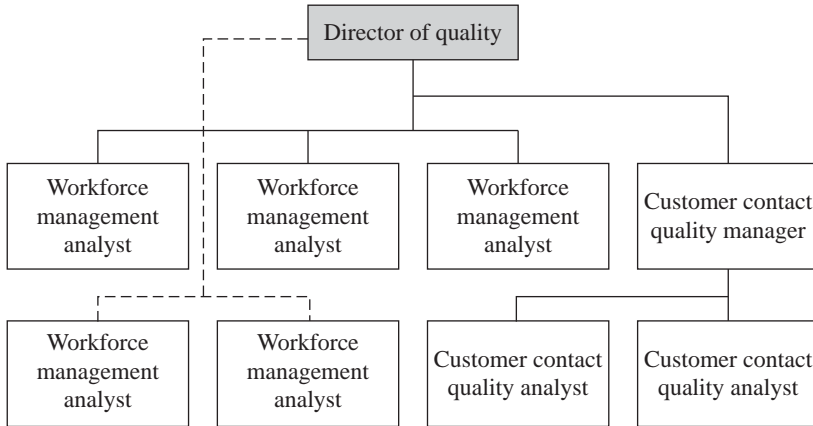 Director of quality
Workforce
management
analyst
Workforce
management
analyst
Workforce
management
analyst
Customer contact
quality manager
Workforce
management
analyst
Workforce
management
analyst
Customer contact
quality analyst
Customer contact
quality analyst